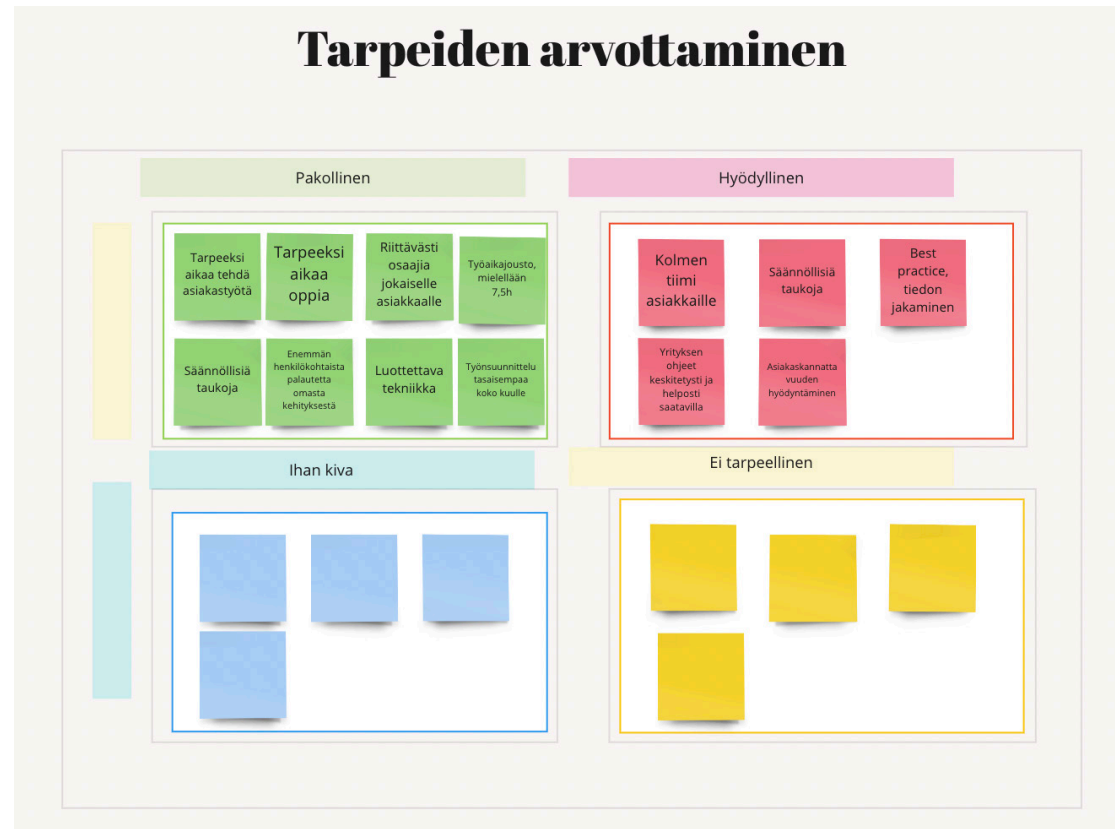 Tarpeiden arvottaminen
Pakollinen
Tarpeeksi
aikaa tehdä
asiakastyötä
Tarpeeksi
aikaa
oppia
Riittävästi
osaajia
jokaiselle
asiakkaalle
Työaikajousto,
mielellään
7,5h
Säännöllisiä
taukoja
Enemmän
henkilökohtaista
palautetta
omasta
kehityksestä
Luottettava
tekniikka
Työnsuunnittelu
tasaisempaa
koko kuulle
Hyödyllinen
Kolmen
tiimi
asiakkaille
Säännöllisiä
taukoja
Best
practice,
tiedon
jakaminen
Yrityksen
ohjeet
keskitetysti ja
helposti
saatavilla
Asiakaskannatta
vuuden
hyödyntäminen
Ihan kiva
Ei tarpeellinen